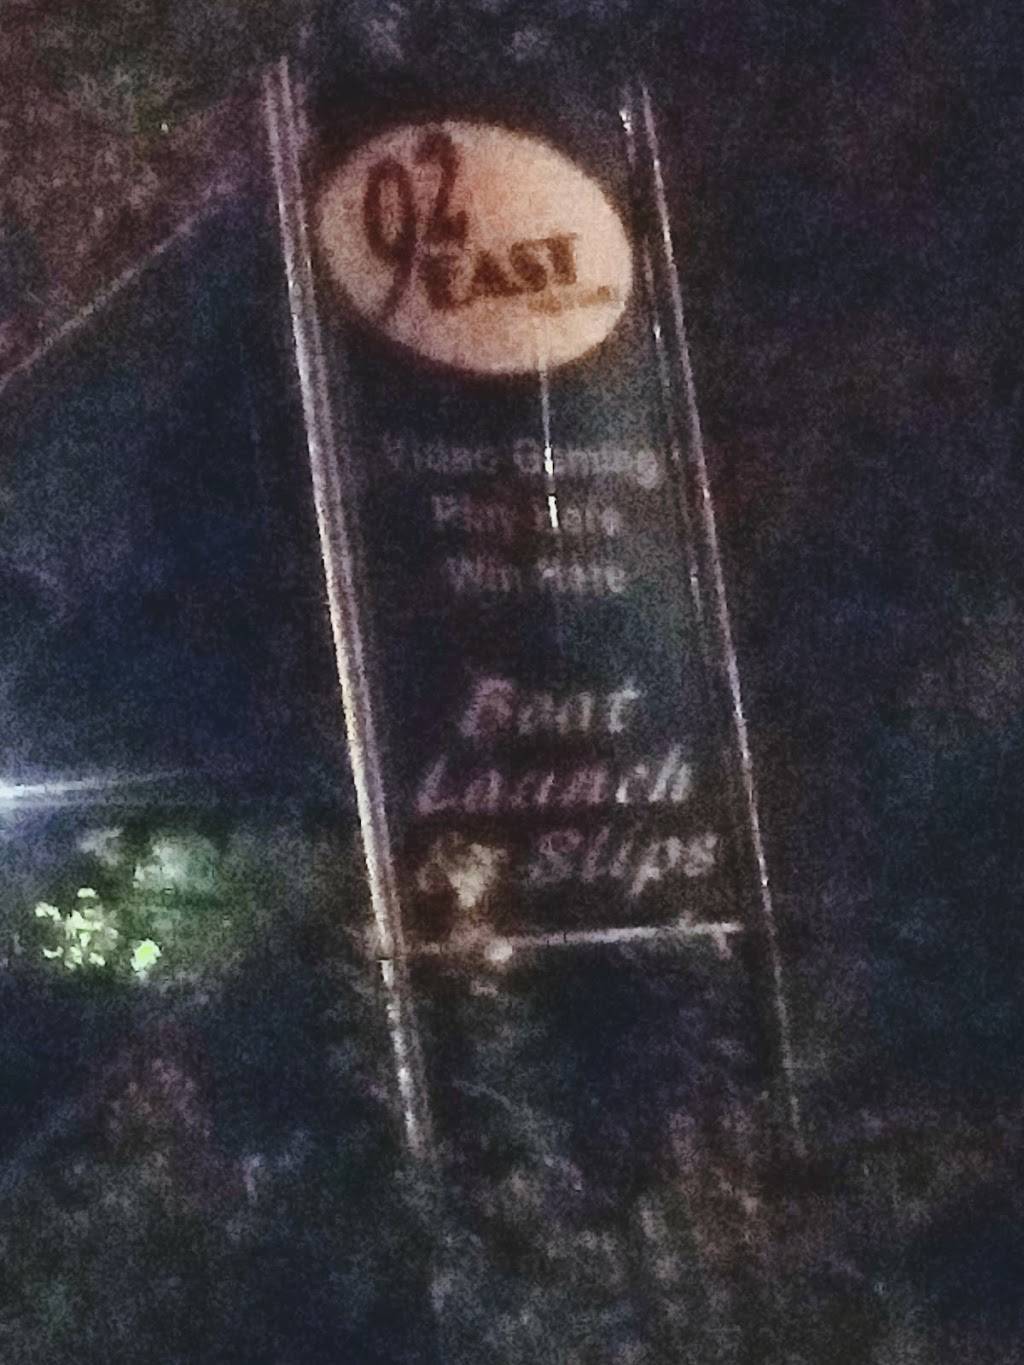 92
EAST
Video Gaming
Play Here
Win Here
Boat
Launch
& Slips